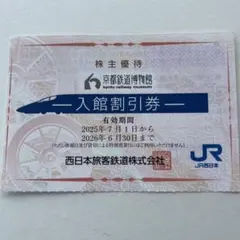 株主優待
京都鉄道博物館
kyoto railway museum
入館割引券
有効期間
2025年7月1日から
2026年6月30日まで
西日本旅客鉄道株式会社
JR
JR西日本